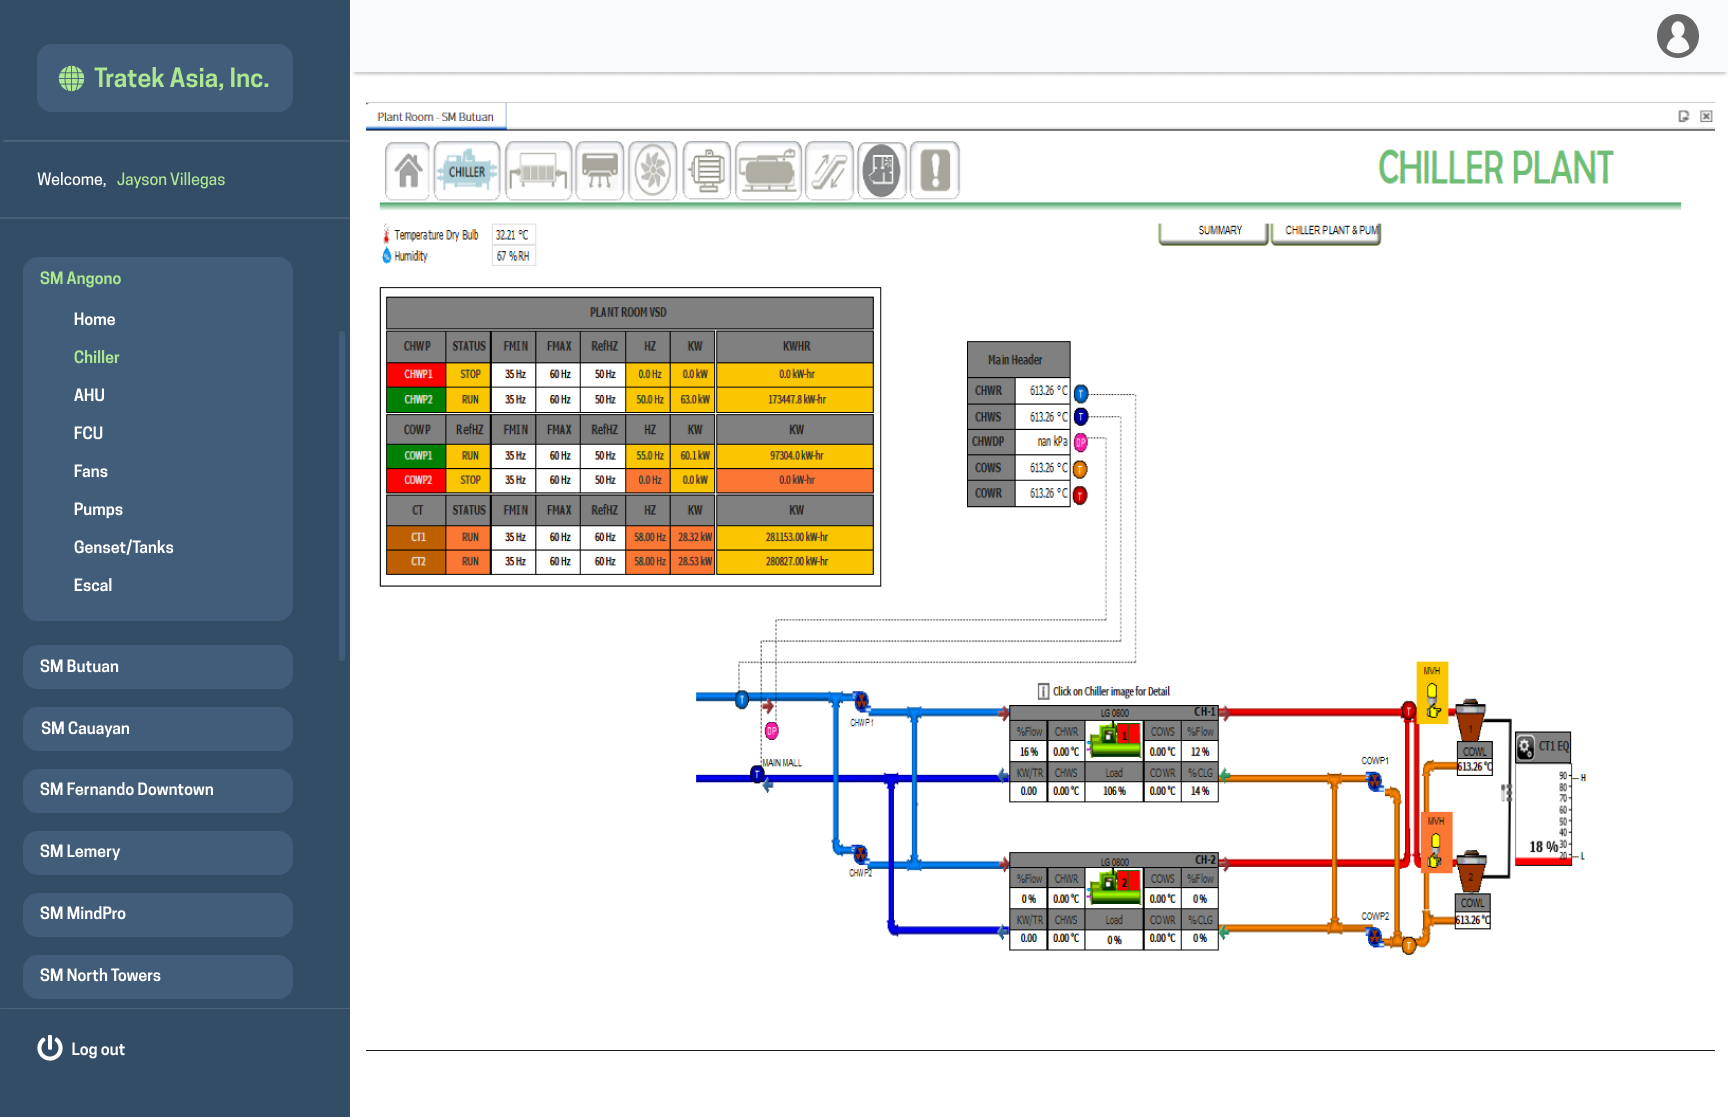 Tratek Asia, Inc.
Welcome, Jayson Villegas
SM Angono
Home
Chiller
AHU
FCU
Fans
Pumps
Genset/Tanks
Escal
SM Butuan
SM Cauayan
SM Fernando Downtown
SM Lemery
SM MindPro
SM North Towers
Log out
Plant Room - SM Butuan
CHILLER
CHILLER PLANT
Temperature Dry Bulb 32.21 °C
Humidity 67 %RH
SUMMARY
CHILLER PLANT & PUM
PLANT ROOM VSD
CHWP STATUS FMIN FMAX RefHZ HZ KW KWHR
CHWP1 STOP 35 Hz 60 Hz 50 Hz 0.0 Hz 0.0 kW 0.0 kW-hr
CHWP2 RUN 35 Hz 60 Hz 50 Hz 50.0 Hz 63.0 kW 173447.8 kW-hr
COWP RefHZ FMIN FMAX RefHZ HZ KW KW
COWP1 RUN 35 Hz 60 Hz 50 Hz 55.0 Hz 60.1 kW 97304.0 kW-hr
COWP2 STOP 35 Hz 60 Hz 50 Hz 0.0 Hz 0.0 kW 0.0 kW-hr
CT STATUS FMIN FMAX RefHZ HZ KW KW
CT1 RUN 35 Hz 60 Hz 60 Hz 58.00 Hz 28.32 kW 281153.00 kW-hr
CT2 RUN 35 Hz 60 Hz 60 Hz 58.00 Hz 28.53 kW 280827.00 kW-hr
Main Header
CHWR 613.26 °C T
CHWS 613.26 °C T
CHWDP nan kPa DP
COWS 613.26 °C T
COWR 613.26 °C T
Click on Chiller image for Detail
T
CHWP1
DP
MAIN MALL
T
CHWP2
LG 0800 CH-1
%Flow CHWR 1 COWS %Flow
16 % 0.00 °C 0.00 °C 12 %
KW/TR CHWS Load COWR %CLG
0.00 0.00 °C 106 % 0.00 °C 14 %
LG 0800 CH-2
%Flow CHWR 2 COWS %Flow
0 % 0.00 °C 0.00 °C 0 %
KW/TR CHWS Load COWR %CLG
0.00 0.00 °C 0 % 0.00 °C 0 %
MVH
T
1
COWL
613.26 °C
COWP1
MVH
2
COWL
613.26 °C
COWP2
T
CT1 EQ
90
H
80
70
60
50
40
30
20
L
18 %